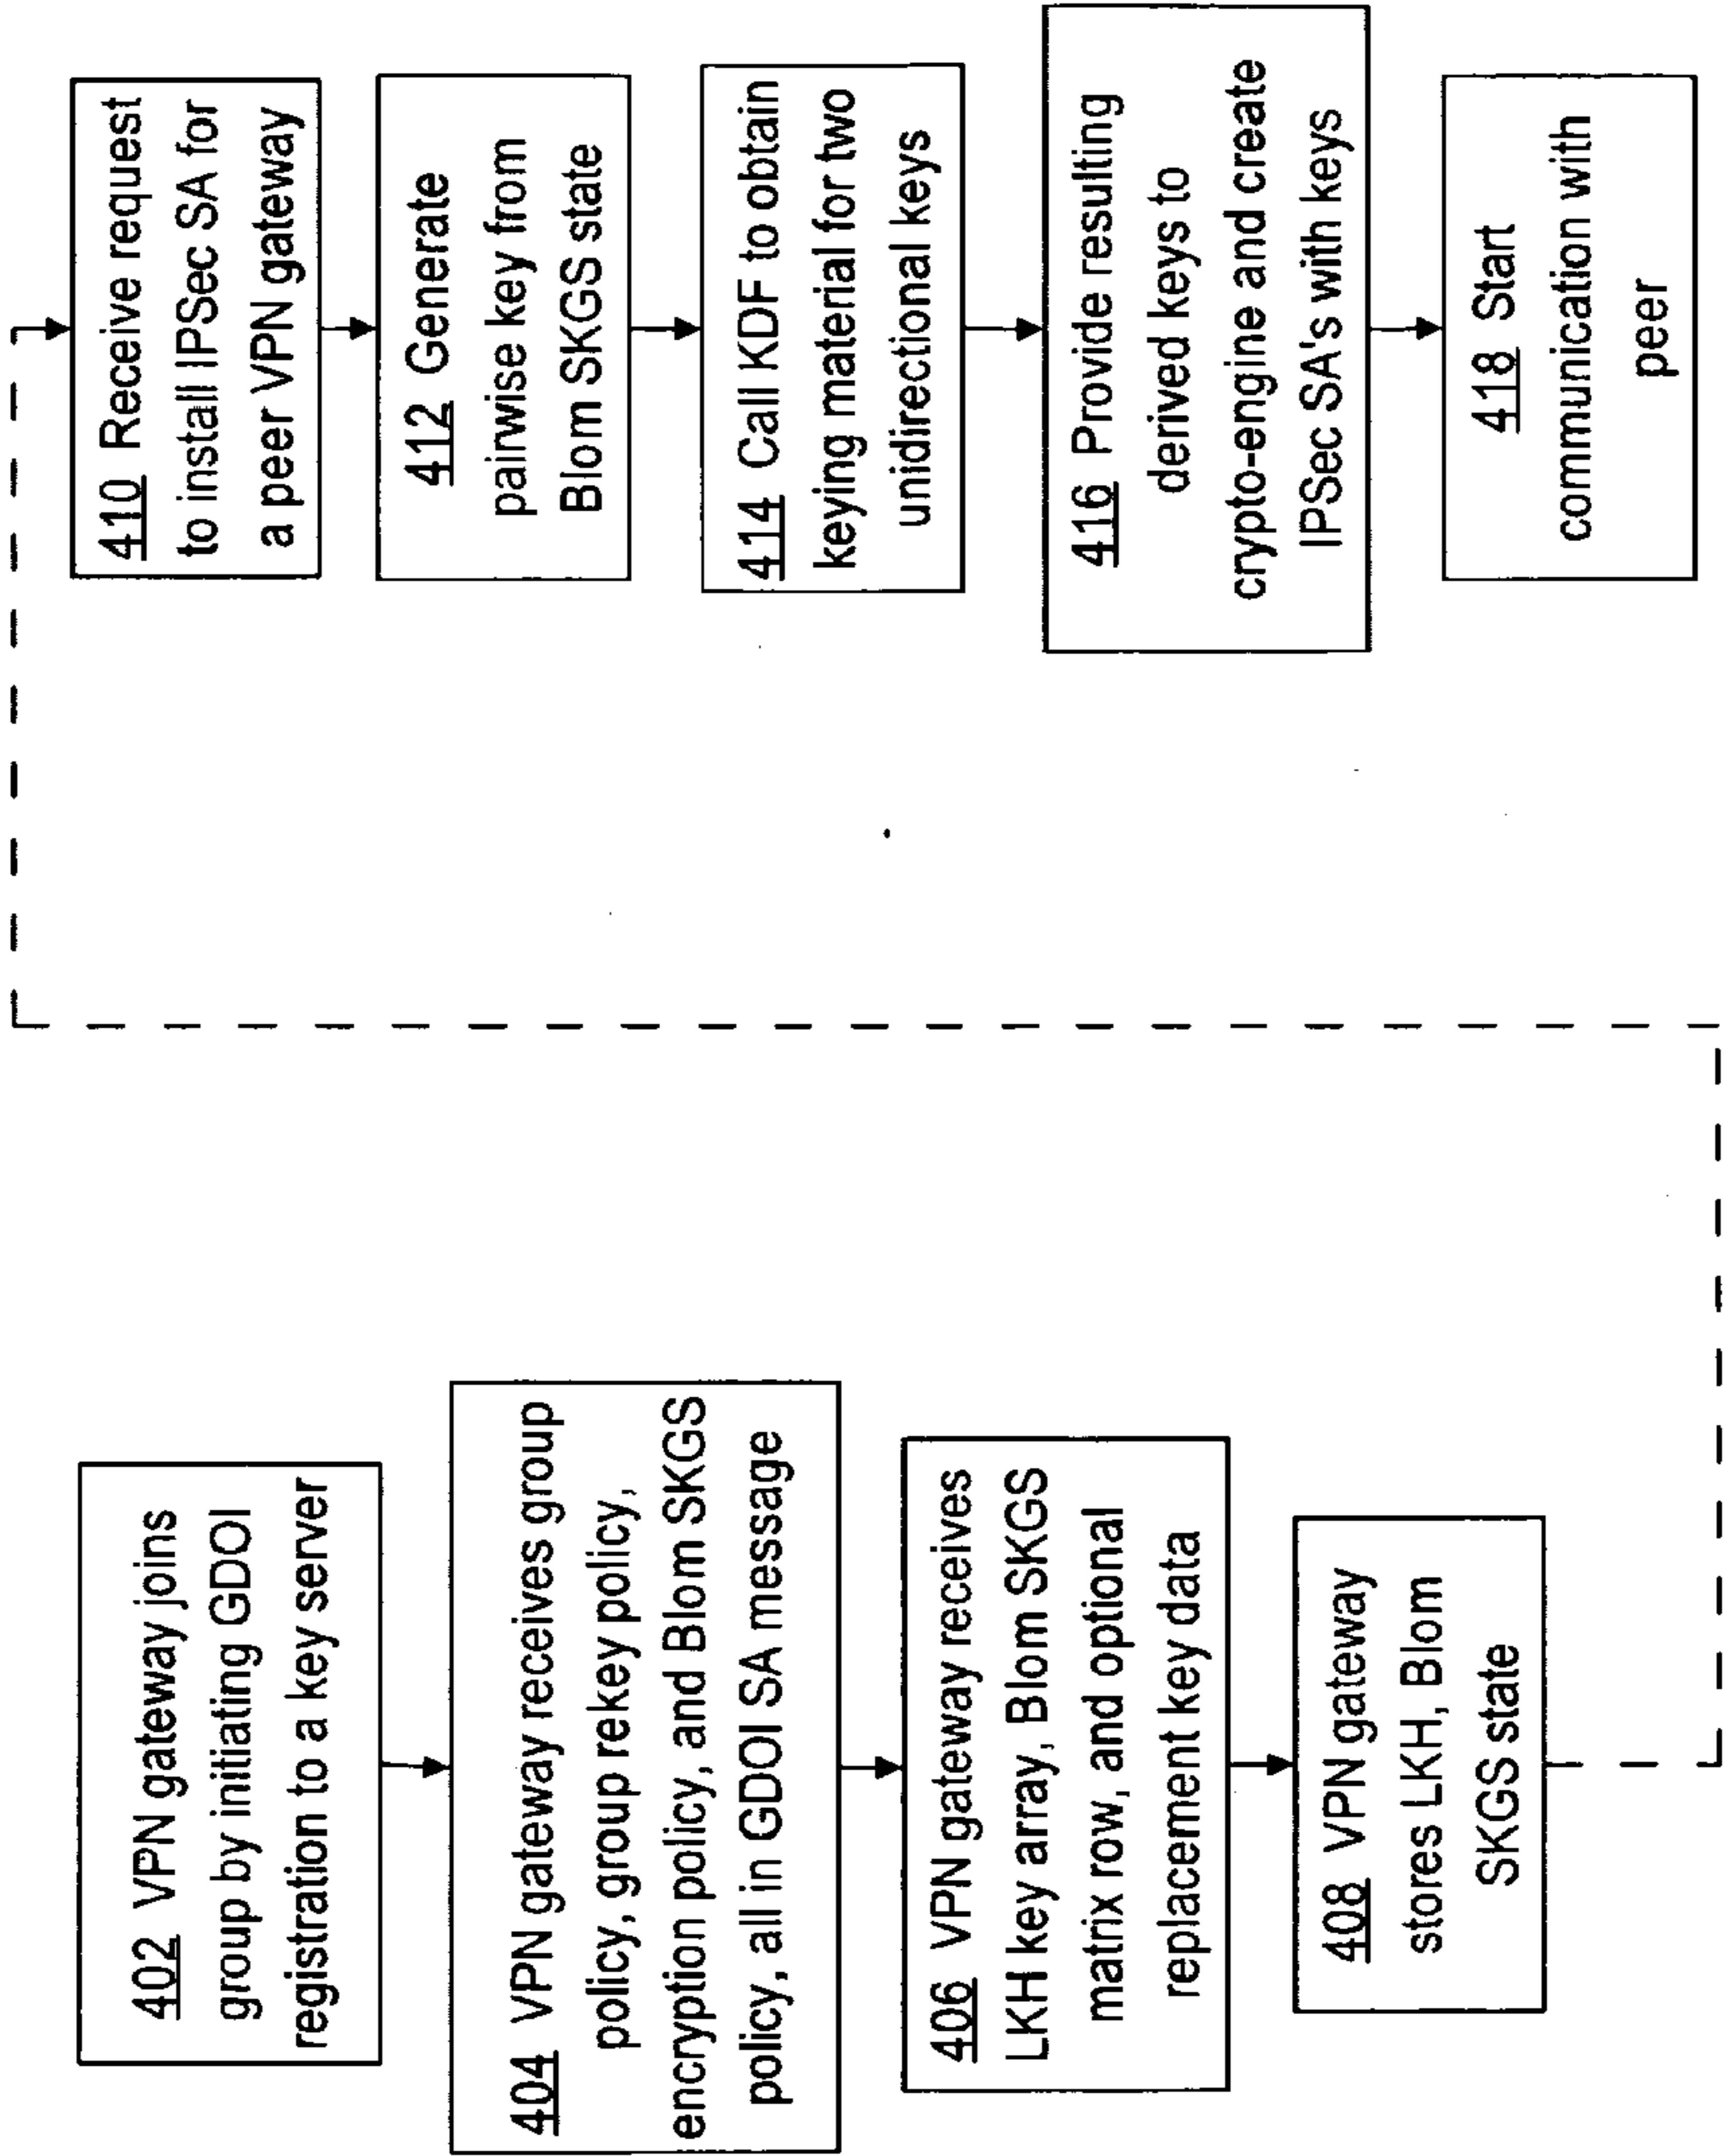 402 VPN gateway joins
group by initiating GDOI
registration to a key server
404 VPN gateway receives group
policy, group rekey policy,
encryption policy, and Blom SKGS
policy, all in GDOI SA message
406 VPN gateway receives
LKH key array, Blom SKGS
matrix row, and optional
replacement key data
408 VPN gateway
stores LKH, Blom
SKGS state
410 Receive request
to install IPSec SA for
a peer VPN gateway
412 Generate
pairwise key from
Blom SKGS state
414 Call KDF to obtain
keying material for two
unidirectional keys
416 Provide resulting
derived keys to
crypto-engine and create
IPSec SA's with keys
418 Start
communication with
peer